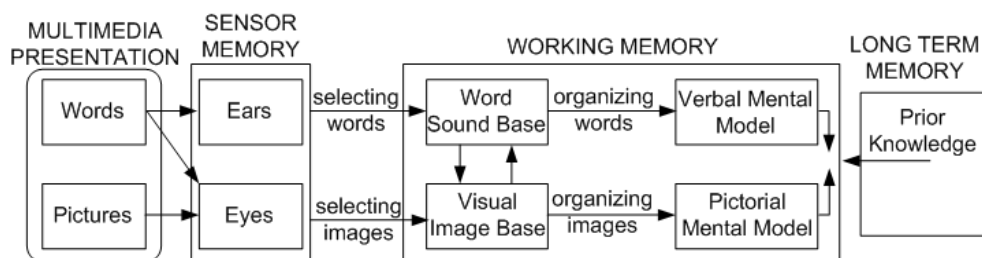 MULTIMEDIA
PRESENTATION
SENSOR
MEMORY
WORKING MEMORY
LONG TERM
MEMORY
Words
Ears
selecting
words
Word
Sound Base
organizing
words
Verbal Mental
Model
Prior
Knowledge
Pictures
Eyes
selecting
images
Visual
Image Base
organizing
images
Pictorial
Mental Model